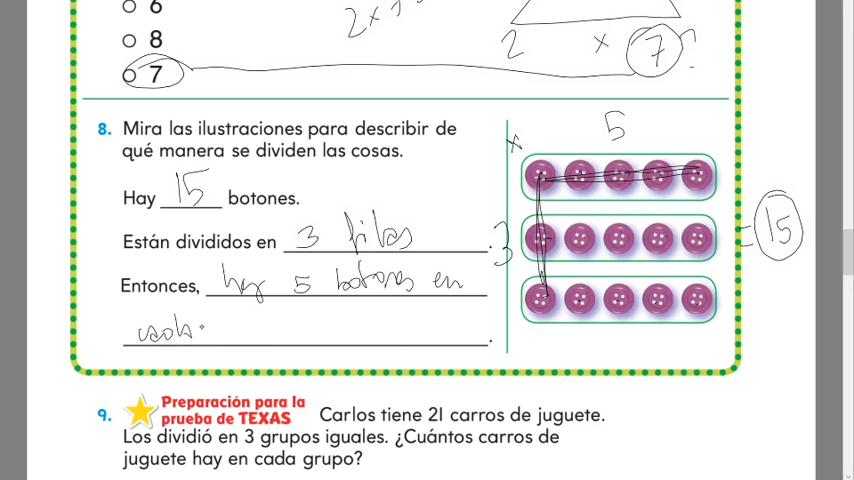 6
2 x 7
8
2 x 7 ?
7
8. Mira las ilustraciones para describir de
qué manera se dividen las cosas.
x 5
Hay 15 botones.
Están divididos en 3 filas.
3 = 15
Entonces, hay 5 botones en
cada.
9. Preparación para la
prueba de TEXAS Carlos tiene 21 carros de juguete.
Los dividió en 3 grupos iguales. ¿Cuántos carros de
juguete hay en cada grupo?